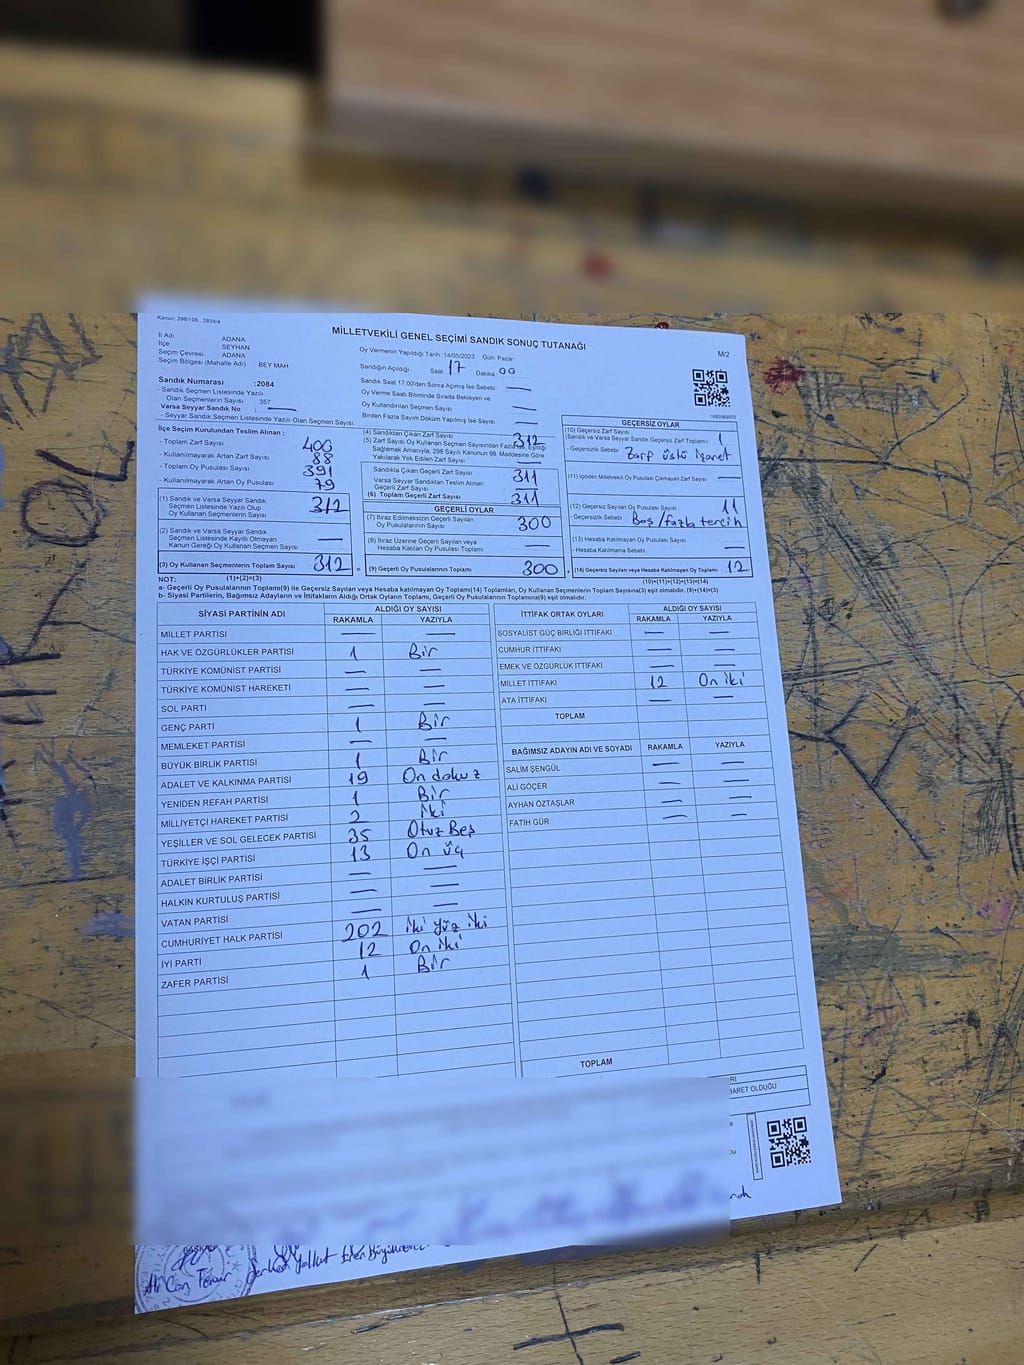 Kanun: 298/105 , 2839/4
MİLLETVEKİLİ GENEL SEÇİMİ SANDIK SONUÇ TUTANAĞI
M/2
İl Adı : ADANA
İlçe : SEYHAN
Seçim Çevresi : ADANA
Seçim Bölgesi (Mahalle Adı) BEY MAH
Oy Vermenin Yapıldığı Tarih :14/05/2023 Gün: Pazar
Sandığın Açıldığı Saat 17 Dakika 00
Sandık Saat 17:00'den Sonra Açılmış İse Sebebi —
Oy Verme Saati Bitiminde Sırada Bekleyen ve
Oy Kullandırılan Seçmen Sayısı —
Birden Fazla Sayım Döküm Yapılmış İse Sayısı —
Sandık Numarası :2084
- Sandık Seçmen Listesinde Yazılı
Olan Seçmenlerin Sayısı : 357
Varsa Seyyar Sandık No : —
- Seyyar Sandık Seçmen Listesinde Yazılı Olan Seçmen Sayısı
İlçe Seçim Kurulundan Teslim Alınan ;
- Toplam Zarf Sayısı 400
- Kullanılmayarak Artan Zarf Sayısı 88
- Toplam Oy Pusulası Sayısı 391
- Kullanılmayarak Artan Oy Pusulası 79
(1) Sandık ve Varsa Seyyar Sandık
Seçmen Listesinde Yazılı Olup
Oy Kullanan Seçmenlerin Sayısı 312
(2) Sandık ve Varsa Seyyar Sandık
Seçmen Listesinde Kayıtlı Olmayan
Kanun Gereği Oy Kullanan Seçmen Sayısı —
(3) Oy Kullanan Seçmenlerin Toplam Sayısı 312
(1)+(2)=(3)
(4) Sandıktan Çıkan Zarf Sayısı 312
(5) Zarf Sayısı Oy Kullanan Seçmen Sayısından Fazla İse, Eşitliği
Sağlamak Amacıyla; 298 Sayılı Kanunun 98. Maddesine Göre
Yakılarak Yok Edilen Zarf Sayısı —
Sandıkta Çıkan Geçerli Zarf Sayısı 311
Varsa Seyyar Sandıktan Teslim Alınan
Geçerli Zarf Sayısı —
(6) Toplam Geçerli Zarf Sayısı 311
GEÇERLİ OYLAR
(7) İtiraz Edilmeksizin Geçerli Sayılan
Oy Pusulalarının Sayısı 300
(8) İtiraz Üzerine Geçerli Sayılan veya
Hesaba Katılan Oy Pusulası Toplamı —
= (9) Geçerli Oy Pusulalarının Toplamı 300
GEÇERSİZ OYLAR
(10) Geçersiz Zarf Sayısı 1
(Sandık ve Varsa Seyyar Sandık Geçersiz Zarf Toplamı)
- Geçersizlik Sebebi Zarf üstü işaret
(11) İçinden Milletvekili Oy Pusulası Çıkmayan Zarf Sayısı —
(12) Geçersiz Sayılan Oy Pusulası Sayısı 11
- Geçersizlik Sebebi Boş/fazla tercih
(13) Hesaba Katılmayan Oy Pusulası Sayısı
- Hesaba Katılmama Sebebi —
(14) Geçersiz Sayılan veya Hesaba Katılmayan Oy Toplamı 12
(10)+(11)+(12)+(13)=(14)
NOT:
a- Geçerli Oy Pusulalarının Toplamı(9) ile Geçersiz Sayılan veya Hesaba katılmayan Oy Toplamı(14) Toplamları, Oy Kullanan Seçmenlerin Toplam Sayısına(3) eşit olmalıdır. (9)+(14)=(3)
b- Siyasi Partilerin, Bağımsız Adayların ve İttifakların Aldığı Ortak Oyların Toplamı, Geçerli Oy Pusulalarının Toplamına(9) eşit olmalıdır.
SİYASİ PARTİNİN ADI ALDIĞI OY SAYISI
RAKAMLA YAZIYLA
MİLLET PARTİSİ — —
HAK VE ÖZGÜRLÜKLER PARTİSİ 1 Bir
TÜRKİYE KOMÜNİST PARTİSİ — —
TÜRKİYE KOMÜNİST HAREKETİ — —
SOL PARTİ — —
GENÇ PARTİ 1 Bir
MEMLEKET PARTİSİ — —
BÜYÜK BİRLİK PARTİSİ 1 Bir
ADALET VE KALKINMA PARTİSİ 19 On dokuz
YENİDEN REFAH PARTİSİ 1 Bir
MİLLİYETÇİ HAREKET PARTİSİ 2 iki
YEŞİLLER VE SOL GELECEK PARTİSİ 35 Otuz Beş
TÜRKİYE İŞÇİ PARTİSİ 13 On üç
ADALET BİRLİK PARTİSİ — —
HALKIN KURTULUŞ PARTİSİ — —
VATAN PARTİSİ — —
CUMHURİYET HALK PARTİSİ 202 iki yüz iki
İYİ PARTİ 12 On iki
ZAFER PARTİSİ 1 Bir
İTTİFAK ORTAK OYLARI ALDIĞI OY SAYISI
RAKAMLA YAZIYLA
SOSYALİST GÜÇ BİRLİĞİ İTTİFAKI — —
CUMHUR İTTİFAKI — —
EMEK VE ÖZGÜRLÜK İTTİFAKI — —
MİLLET İTTİFAKI 12 On iki
ATA İTTİFAKI — —
TOPLAM
BAĞIMSIZ ADAYIN ADI VE SOYADI RAKAMLA YAZIYLA
SALİM ŞENGÜL — —
ALİ GÖÇER — —
AYHAN ÖZTAŞLAR — —
FATİH GÜR — —
TOPLAM
BARET OLDUĞU